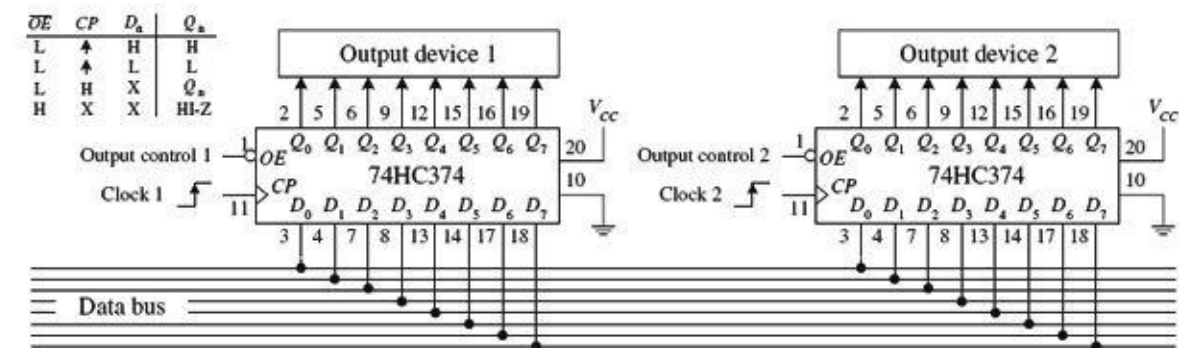 OE CP Dₙ Qₙ
L ↑ H H
L ↑ L L
L H X Qₙ
H X X HI-Z
Output device 1
2 5 6 9 12 15 16 19
V_CC
1 Q₀ Q₁ Q₂ Q₃ Q₄ Q₅ Q₆ Q₇ 20
Output control 1 OE 74HC374 10
Clock 1 CP
11 D₀ D₁ D₂ D₃ D₄ D₅ D₆ D₇
3 4 7 8 13 14 17 18
Output device 2
2 5 6 9 12 15 16 19
V_CC
1 Q₀ Q₁ Q₂ Q₃ Q₄ Q₅ Q₆ Q₇ 20
Output control 2 OE 74HC374 10
Clock 2 CP
11 D₀ D₁ D₂ D₃ D₄ D₅ D₆ D₇
3 4 7 8 13 14 17 18
Data bus